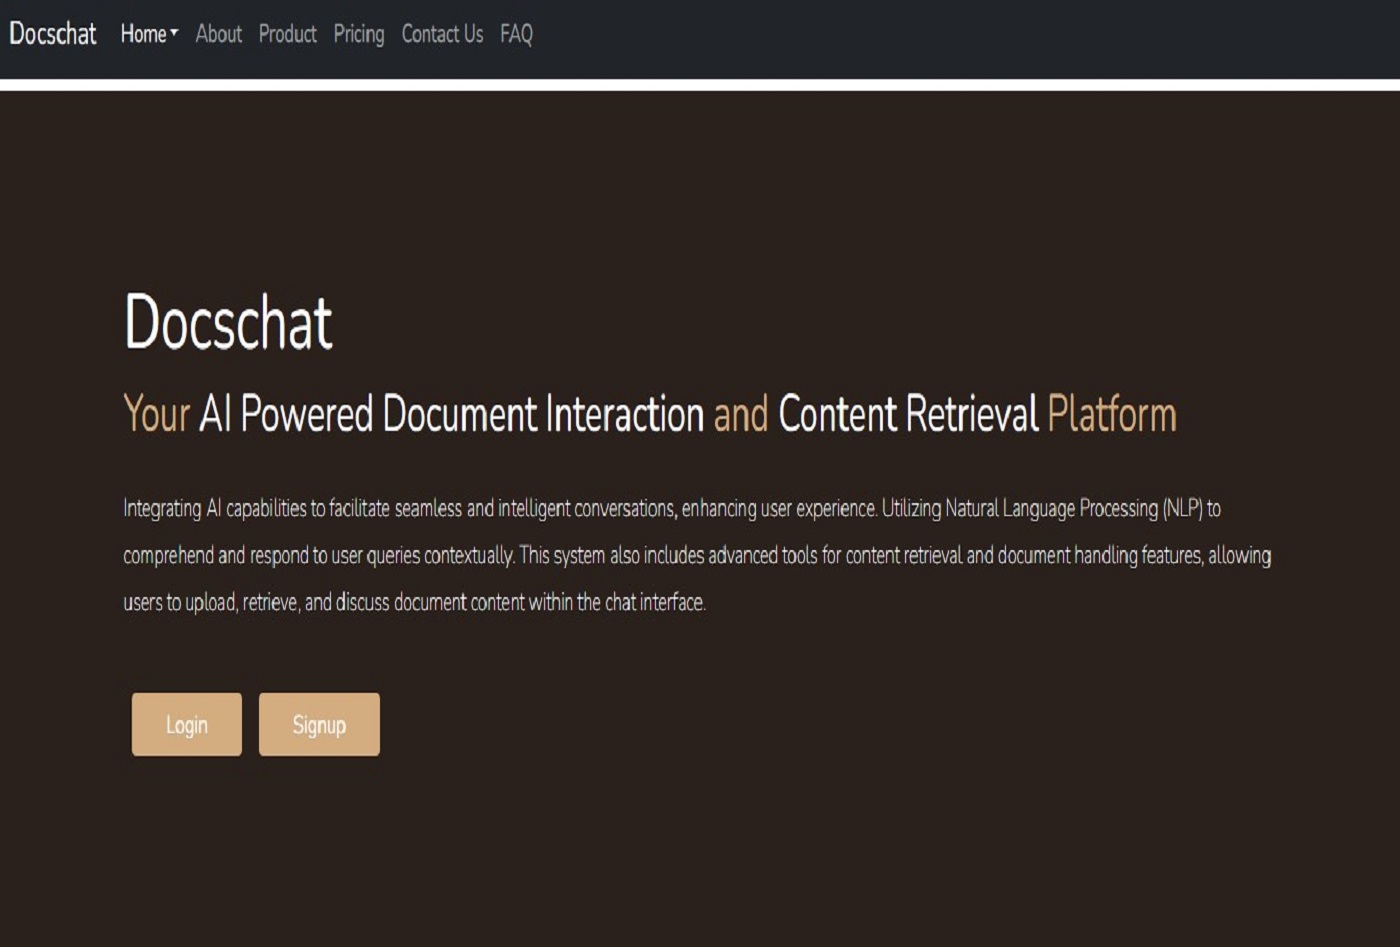 Docschat Home About Product Pricing Contact Us FAQ
Docschat
Your AI Powered Document Interaction and Content Retrieval Platform
Integrating AI capabilities to facilitate seamless and intelligent conversations, enhancing user experience. Utilizing Natural Language Processing (NLP) to
comprehend and respond to user queries contextually. This system also includes advanced tools for content retrieval and document handling features, allowing
users to upload, retrieve, and discuss document content within the chat interface.
Login Signup